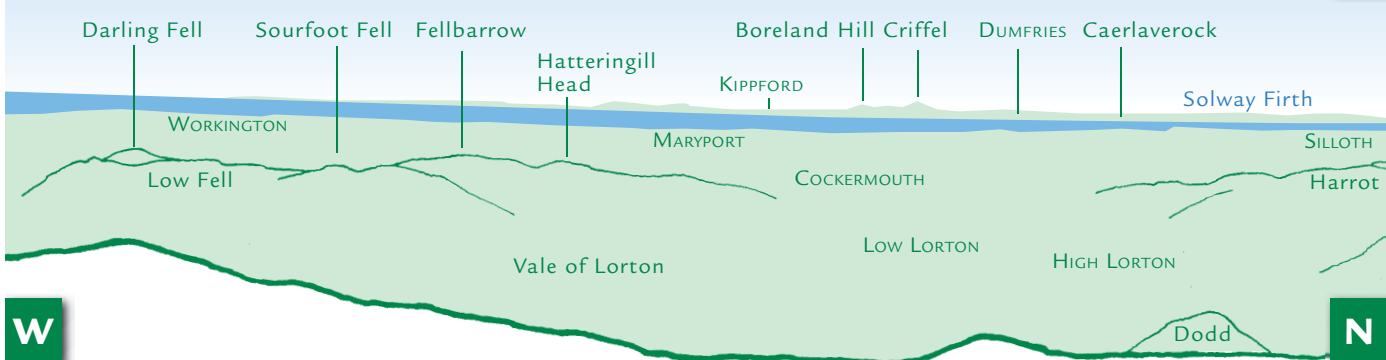 Darling Fell
Sourfoot Fell
Fellbarrow
Hatteringill
Head
Kippford
Boreland Hill
Criffel
Dumfries
Caerlaverock
Solway Firth
Workington
Maryport
Silloth
Low Fell
Cockermouth
Harrot
Low Lorton
High Lorton
Vale of Lorton
Dodd
W
N